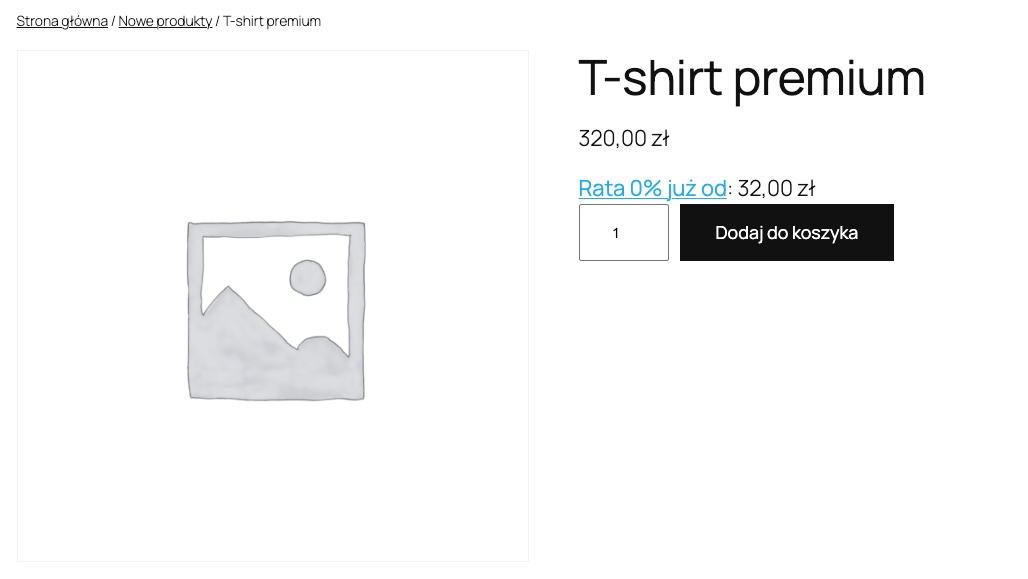 Strona główna / Nowe produkty / T-shirt premium
T-shirt premium
320,00 zł
Rata 0% już od: 32,00 zł
1
Dodaj do koszyka